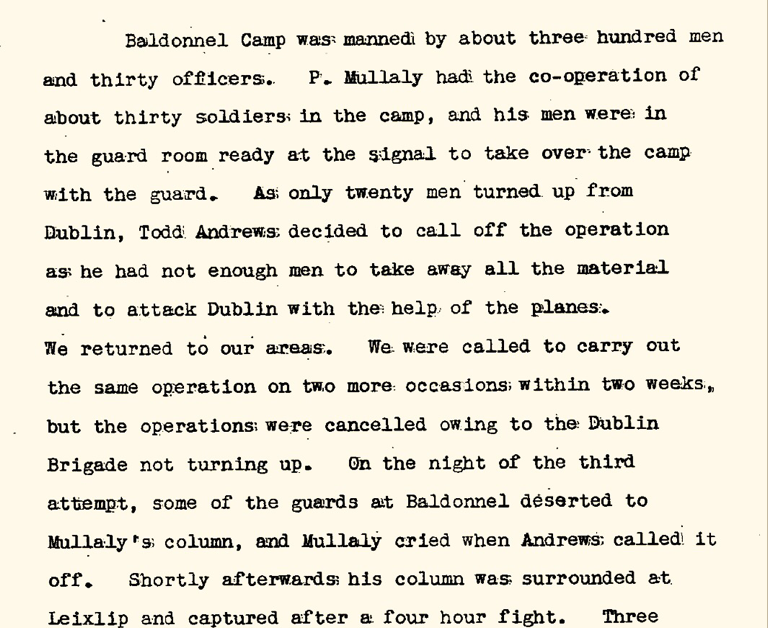 Baldonnel Camp was manned by about three hundred men
and thirty officers. P. Mullaly had the co-operation of
about thirty soldiers in the camp, and his men were in
the guard room ready at the signal to take over the camp
with the guard. As only twenty men turned up from
Dublin, Todd Andrews decided to call off the operation
as he had not enough men to take away all the material
and to attack Dublin with the help of the planes.
We returned to our areas. We were called to carry out
the same operation on two more occasions within two weeks,
but the operations were cancelled owing to the Dublin
Brigade not turning up. On the night of the third
attempt, some of the guards at Baldonnel deserted to
Mullaly's column, and Mullaly cried when Andrews called it
off. Shortly afterwards his column was surrounded at
Leixlip and captured after a four hour fight. Three